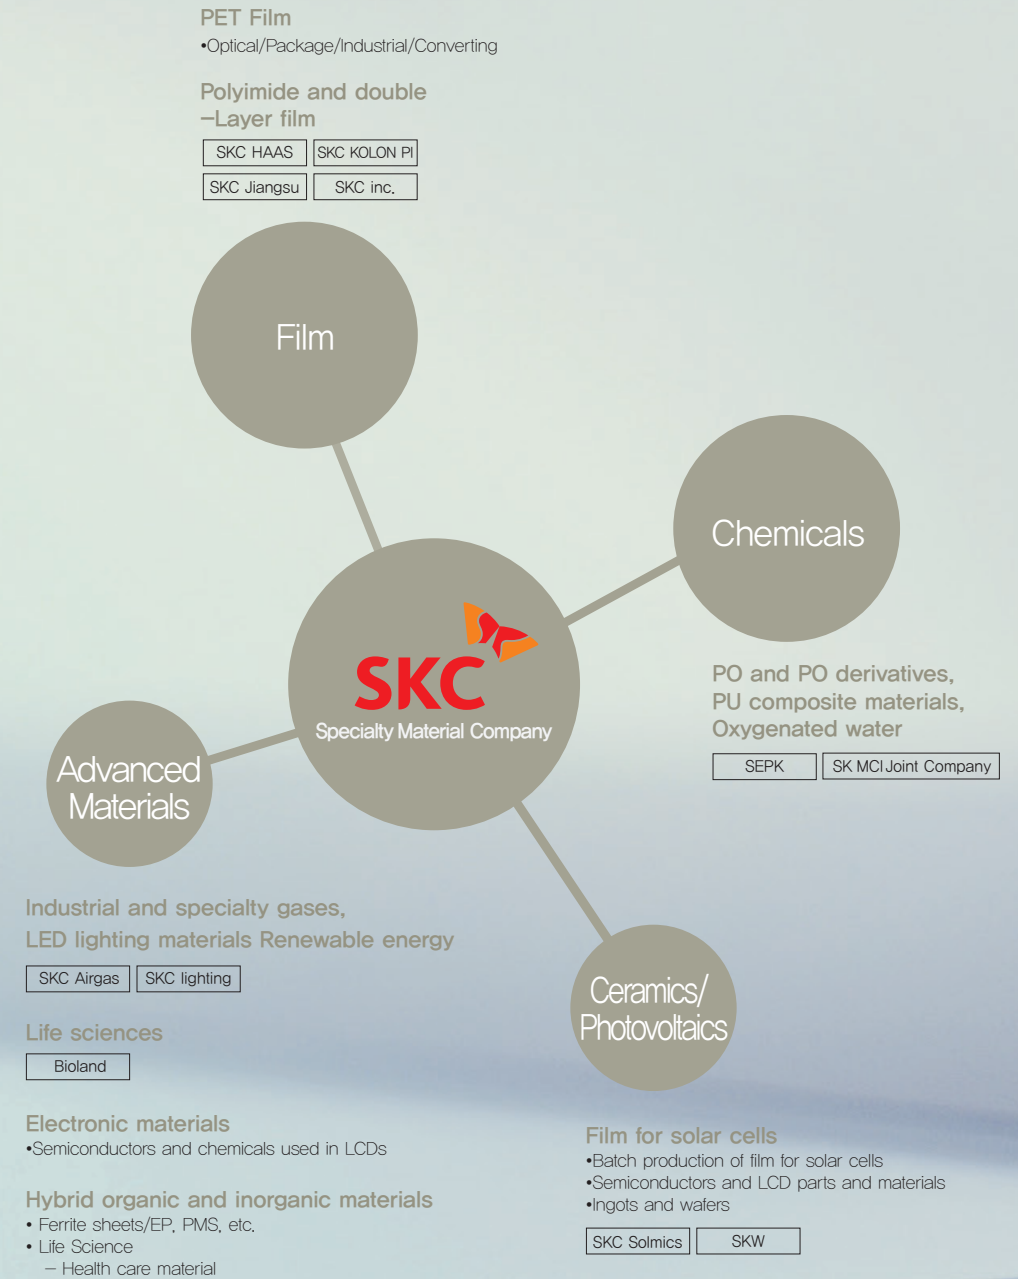 PET Film
•Optical/Package/Industrial/Converting
Polyimide and double
–Layer film
SKC HAAS
SKC KOLON PI
SKC Jiangsu
SKC inc.
Film
Chemicals
PO and PO derivatives,
PU composite materials,
Oxygenated water
SEPK
SK MCI Joint Company
SKC
Specialty Material Company
Advanced
Materials
Industrial and specialty gases,
LED lighting materials Renewable energy
SKC Airgas
SKC lighting
Life sciences
Bioland
Electronic materials
•Semiconductors and chemicals used in LCDs
Hybrid organic and inorganic materials
• Ferrite sheets/EP, PMS, etc.
• Life Science
– Health care material
Ceramics/
Photovoltaics
Film for solar cells
•Batch production of film for solar cells
•Semiconductors and LCD parts and materials
•Ingots and wafers
SKC Solmics
SKW